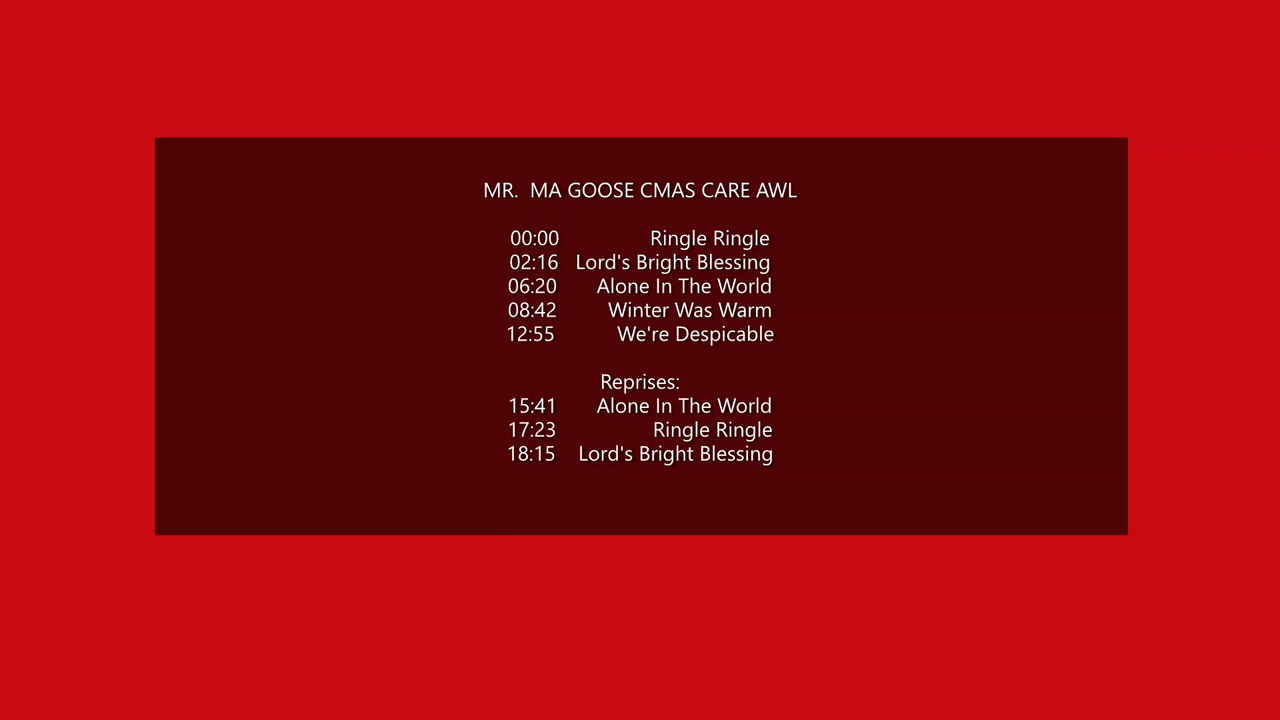 MR.  MA GOOSE CMAS CARE AWL
00:00 Ringle Ringle
02:16 Lord's Bright Blessing
06:20 Alone In The World
08:42 Winter Was Warm
12:55 We're Despicable
Reprises:
15:41 Alone In The World
17:23 Ringle Ringle
18:15 Lord's Bright Blessing